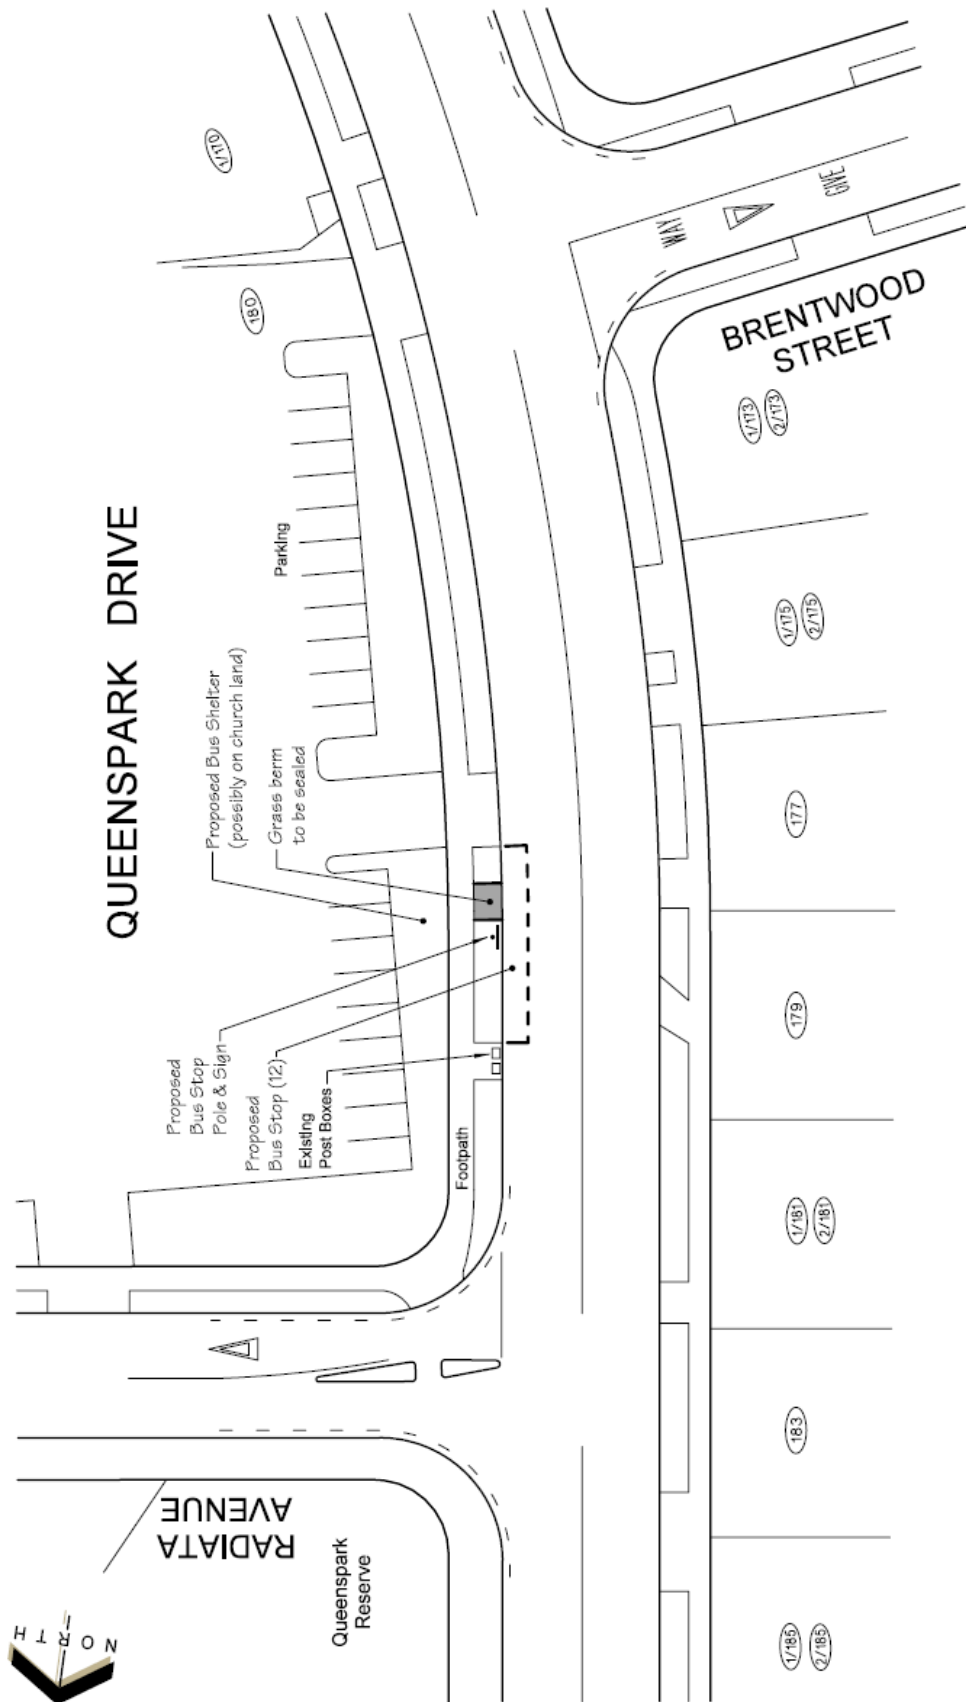 QUEENSPARK DRIVE
1/170
180
Parking
Proposed Bus Shelter
(possibly on church land)
Grass berm
to be sealed
Proposed
Bus Stop
Pole & Sign
Proposed
Bus Stop (12)
Existing
Post Boxes
Footpath
WAY
GIVE
BRENTWOOD
STREET
1/173
2/173
1/175
2/175
177
179
1/181
2/181
183
1/185
2/185
RADIATA
AVENUE
Queenspark
Reserve
NORTH